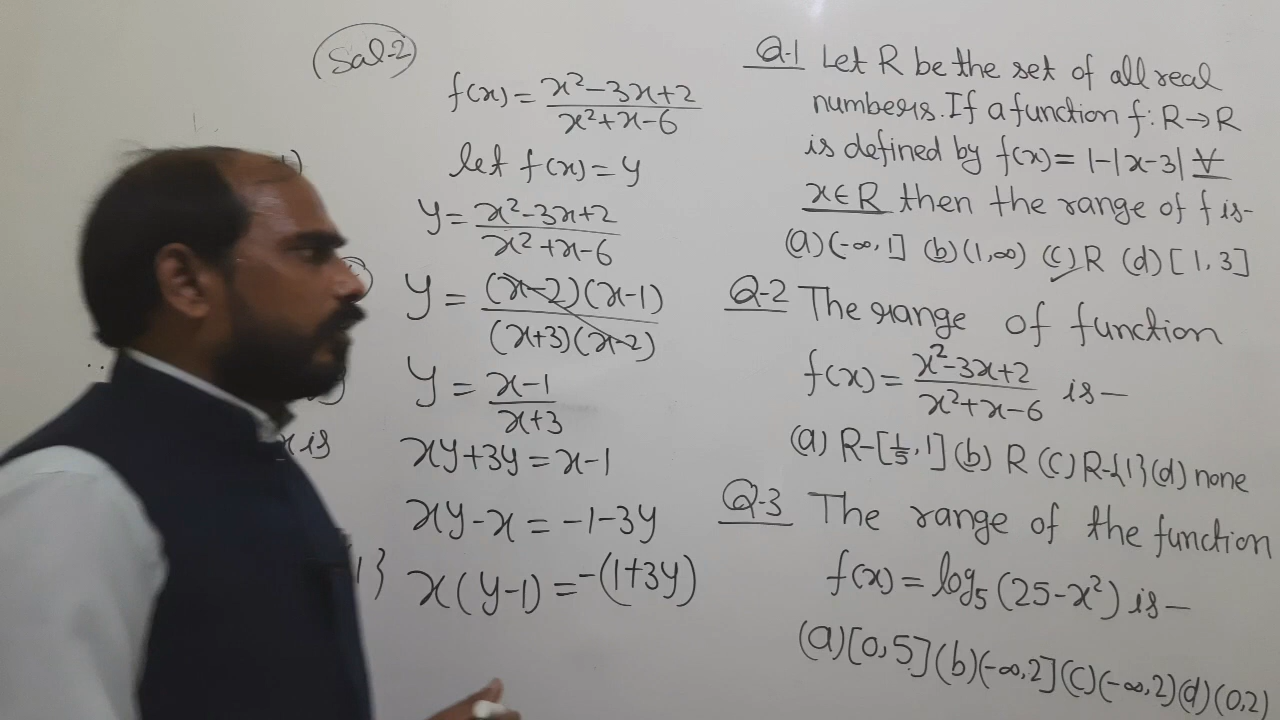 Sol-2
f(x) = x²-3x+2 / x²+x-6
let f(x) = y
y = x²-3x+2 / x²+x-6
y = (x-2)(x-1) / (x+3)(x-2)
y = x-1 / x+3
xy+3y = x-1
xy-x = -1-3y
x(y-1) = -(1+3y)
x is
1}
Q-1 Let R be the set of all real
numbers. If a function f: R→R
is defined by f(x) = 1-|x-3| ∀
x∈R then the range of f is-
(a) (-∞, 1] (b) (1, ∞) (c) R (d) [1, 3]
Q-2 The range of function
f(x) = x²-3x+2 / x²+x-6 is-
(a) R-[1/5, 1] (b) R (c) R-{1} (d) none
Q-3 The range of the function
f(x) = log₅(25-x²) is-
(a) [0, 5] (b) (-∞, 2] (c) (-∞, 2) (d) (0, 2)